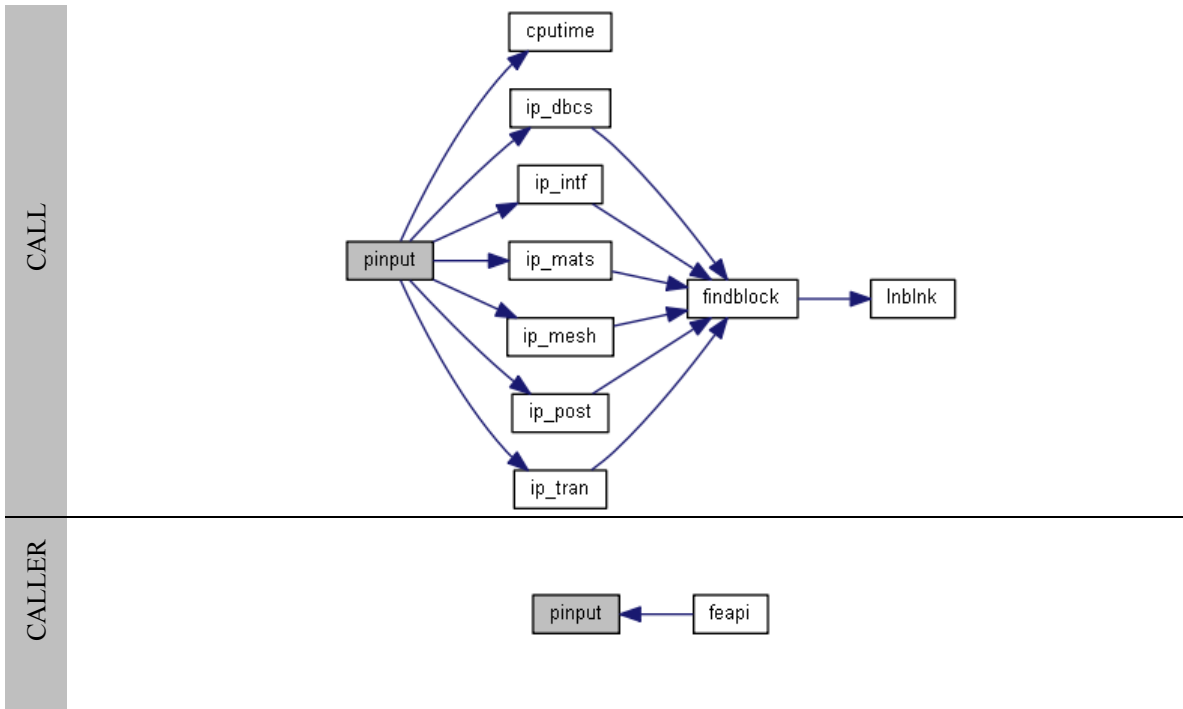 CALL
cputime
ip_dbcs
ip_intf
pinput
ip_mats
findblock
lnblnk
ip_mesh
ip_post
ip_tran
CALLER
pinput
feapi